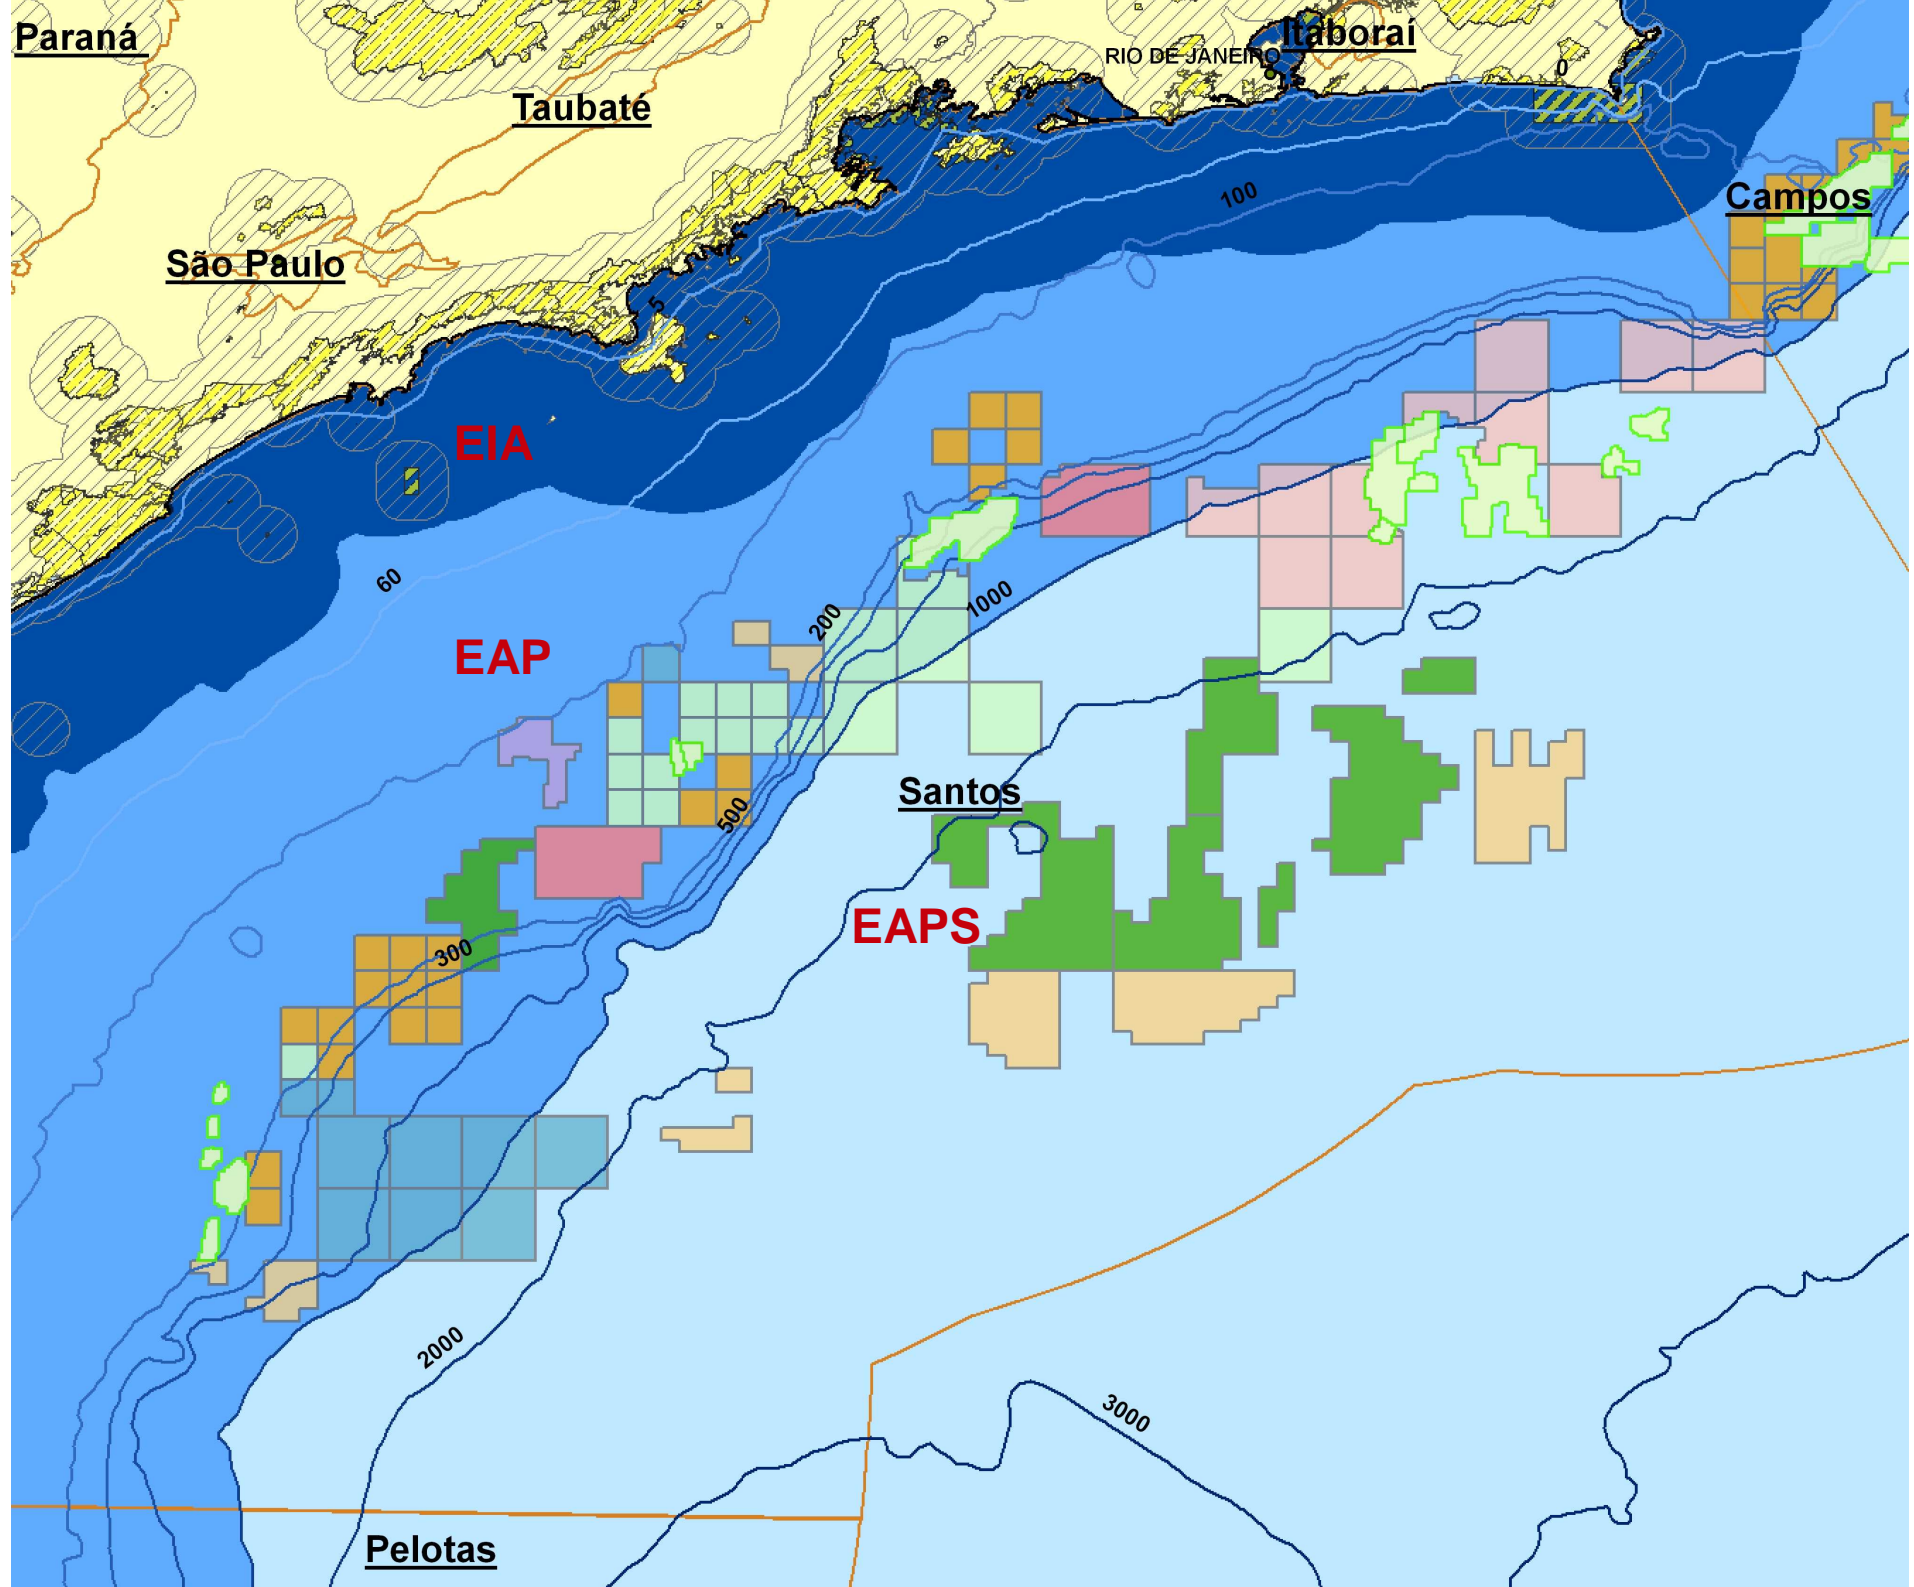 Paraná
Itaboraí
RIO DE JANEIRO
0
Taubaté
100
Campos
São Paulo
5
EIA
60
200
1000
EAP
Santos
500
EAPS
300
2000
3000
Pelotas